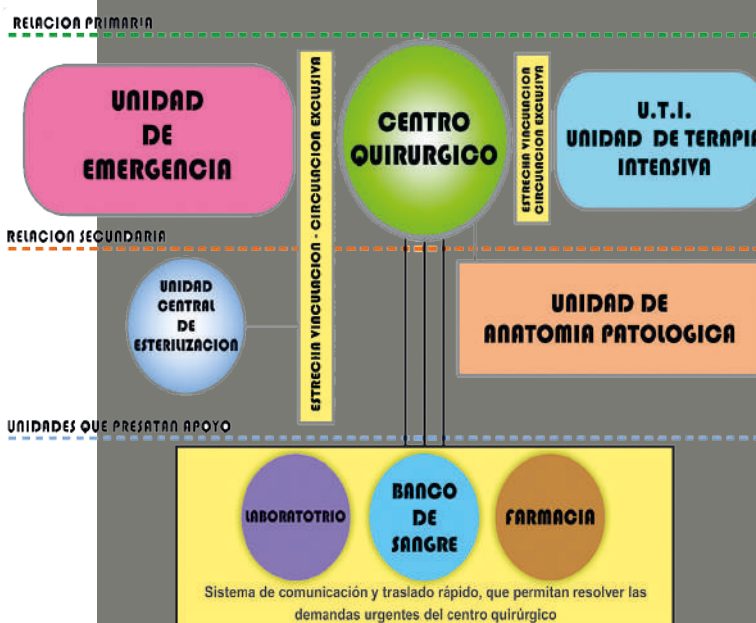 RELACION PRIMARIA
UNIDAD
DE
EMERGENCIA
ESTRECHA VINCULACION - CIRCULACION EXCLUSIVA
CENTRO
QUIRURGICO
ESTRECHA VINCULACION
CIRCULACION EXCLUSIVA
U.T.I.
UNIDAD DE TERAPIA
INTENSIVA
RELACION SECUNDARIA
UNIDAD
CENTRAL
DE
ESTERILIZACION
UNIDAD DE
ANATOMIA PATOLOGICA
UNIDADES QUE PRESATAN APOYO
LABORATOTRIO
BANCO
DE
SANGRE
FARMACIA
Sistema de comunicación y traslado rápido, que permitan resolver las
demandas urgentes del centro quirúrgico